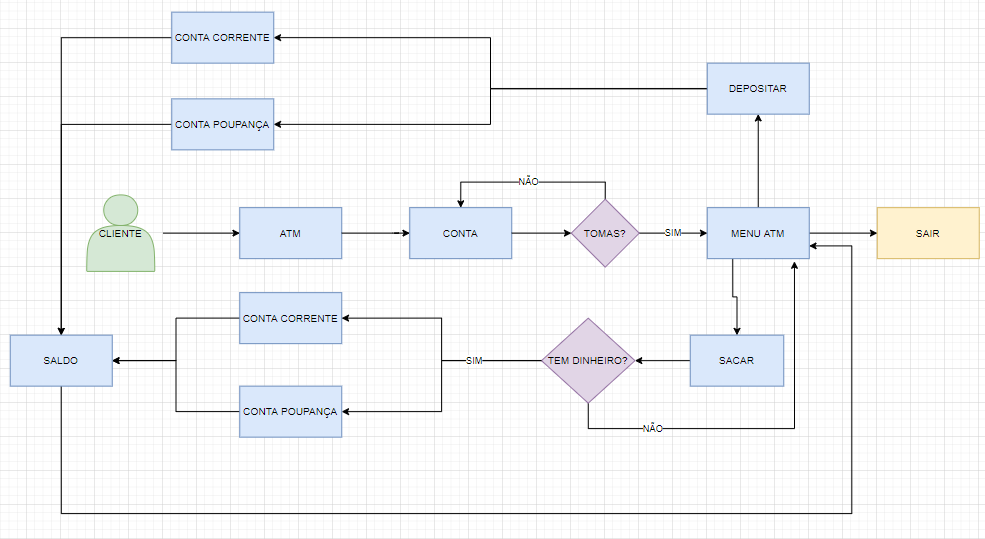 CONTA CORRENTE
DEPOSITAR
CONTA POUPANÇA
NÃO
CLIENTE
ATM
CONTA
TOMAS?
SIM
MENU ATM
SAIR
CONTA CORRENTE
SALDO
SIM
TEM DINHEIRO?
SACAR
CONTA POUPANÇA
NÃO